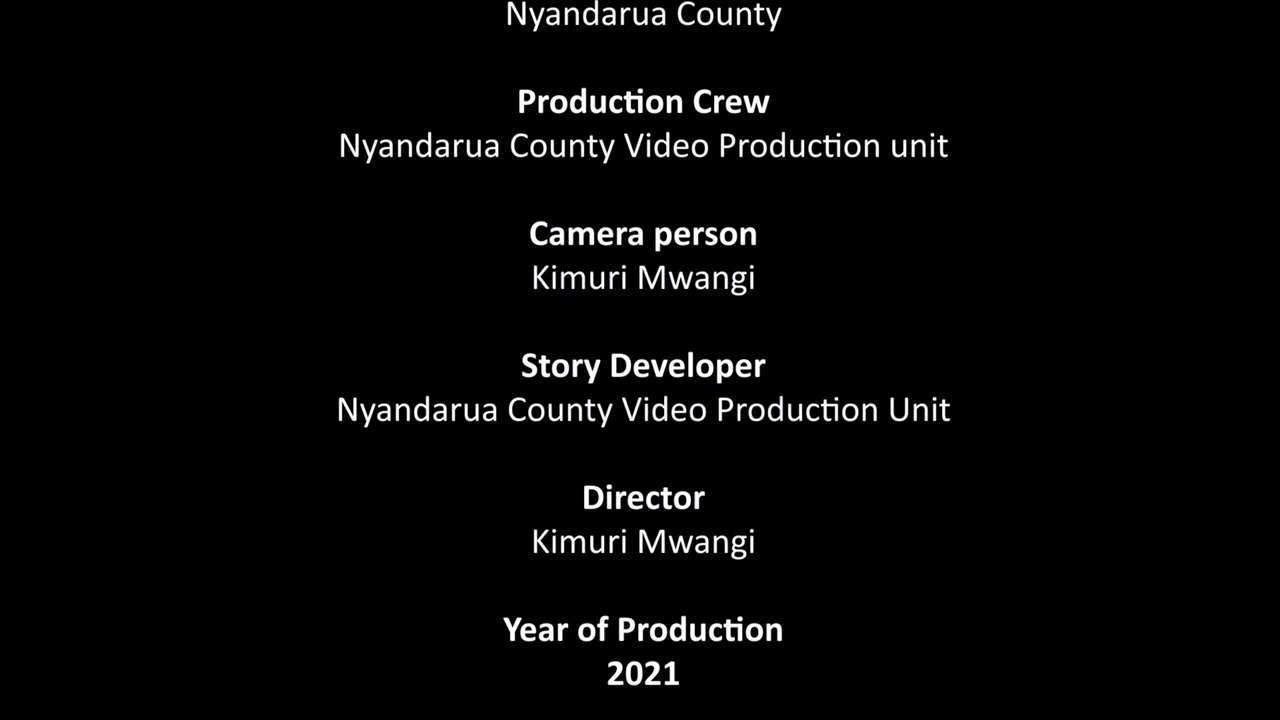 Nyandarua County
Production Crew
Nyandarua County Video Production unit
Camera person
Kimuri Mwangi
Story Developer
Nyandarua County Video Production Unit
Director
Kimuri Mwangi
Year of Production
2021